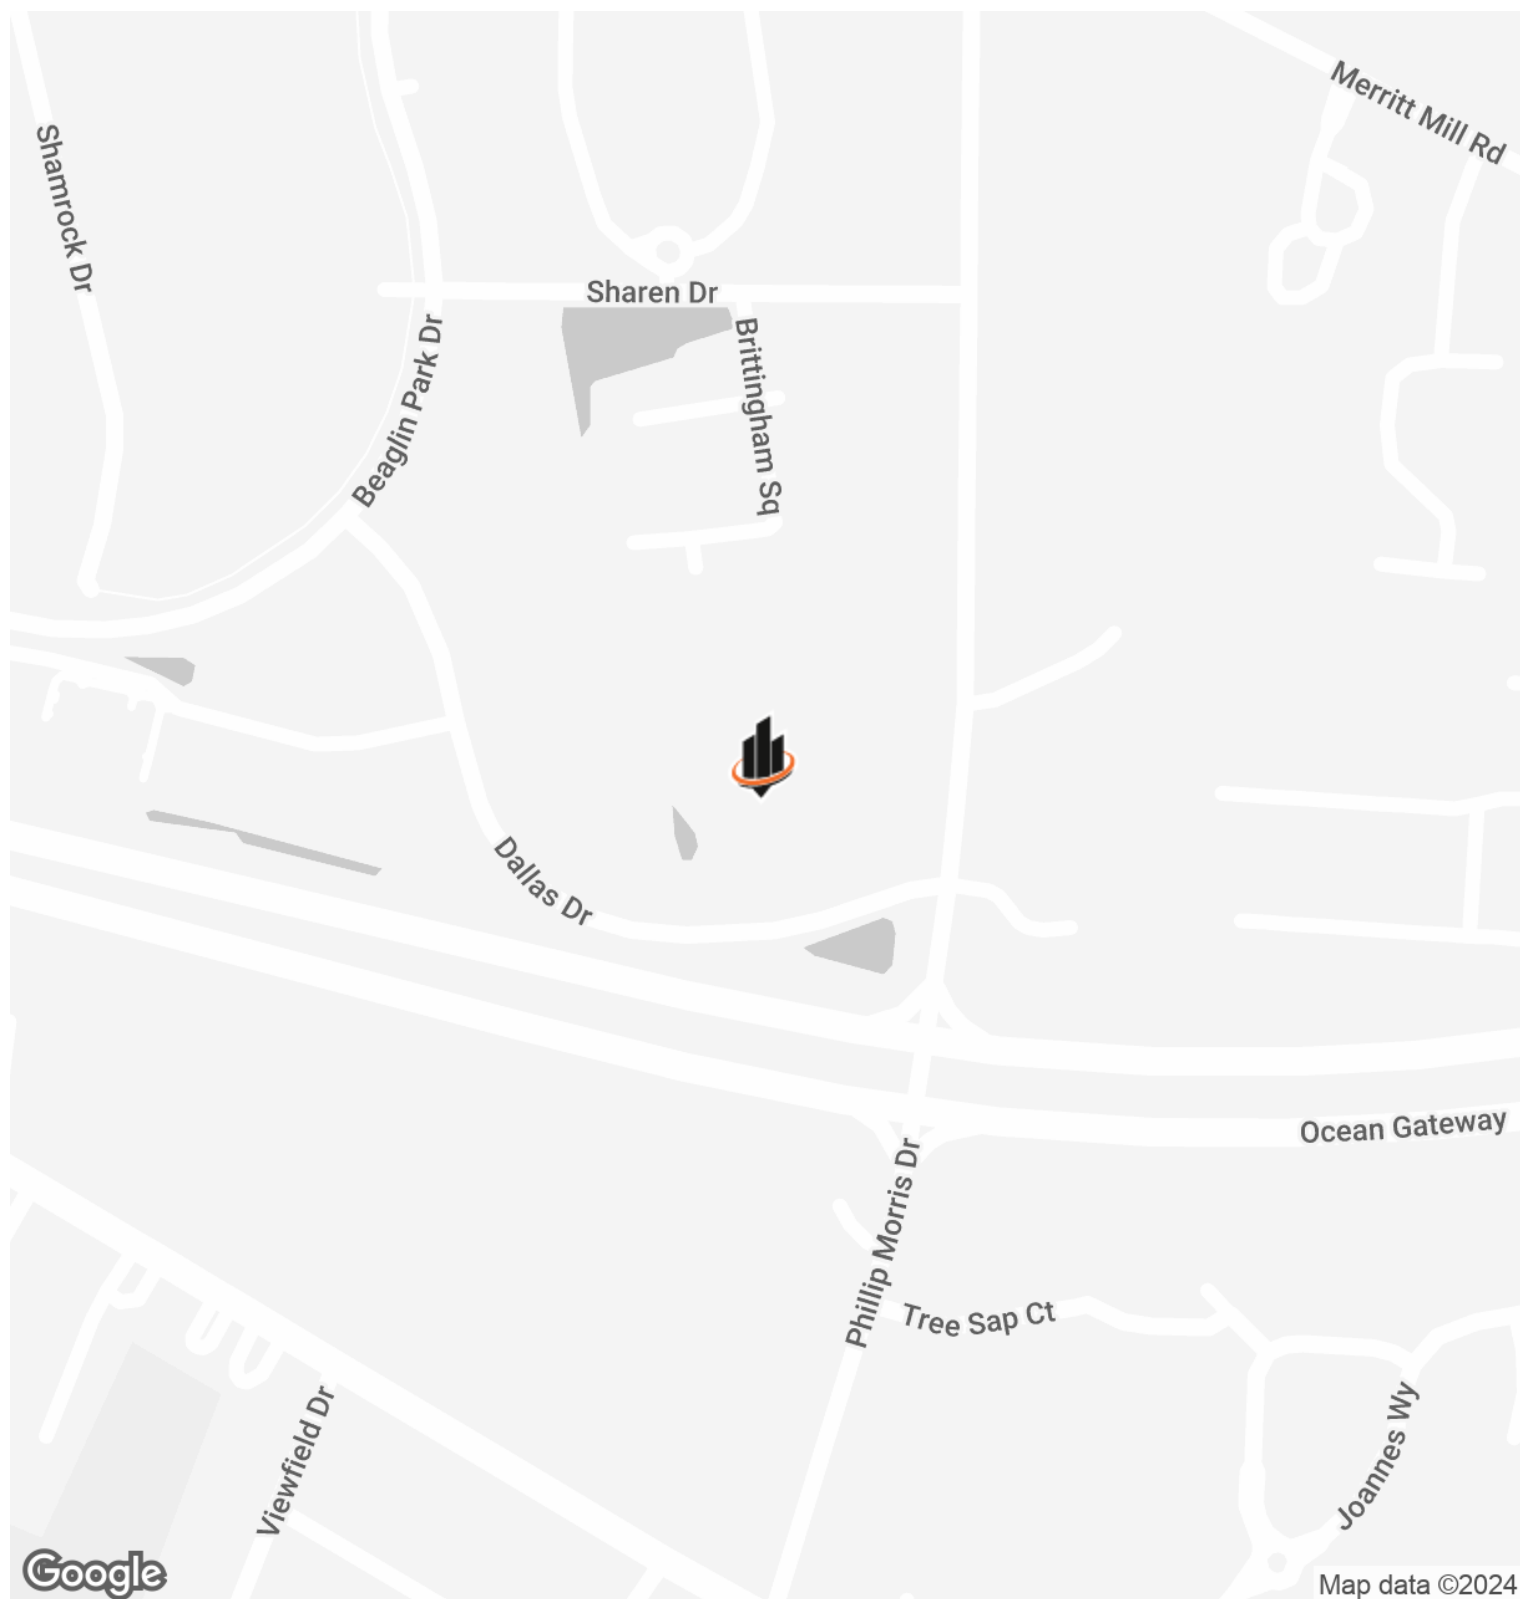 Merritt Mill Rd
Shamrock Dr
Sharen Dr
Beaglin Park Dr
Brittingham Sq
Dallas Dr
Ocean Gateway
Phillip Morris Dr
Tree Sap Ct
Joannes Wy
Viewfield Dr
Google
Map data ©2024